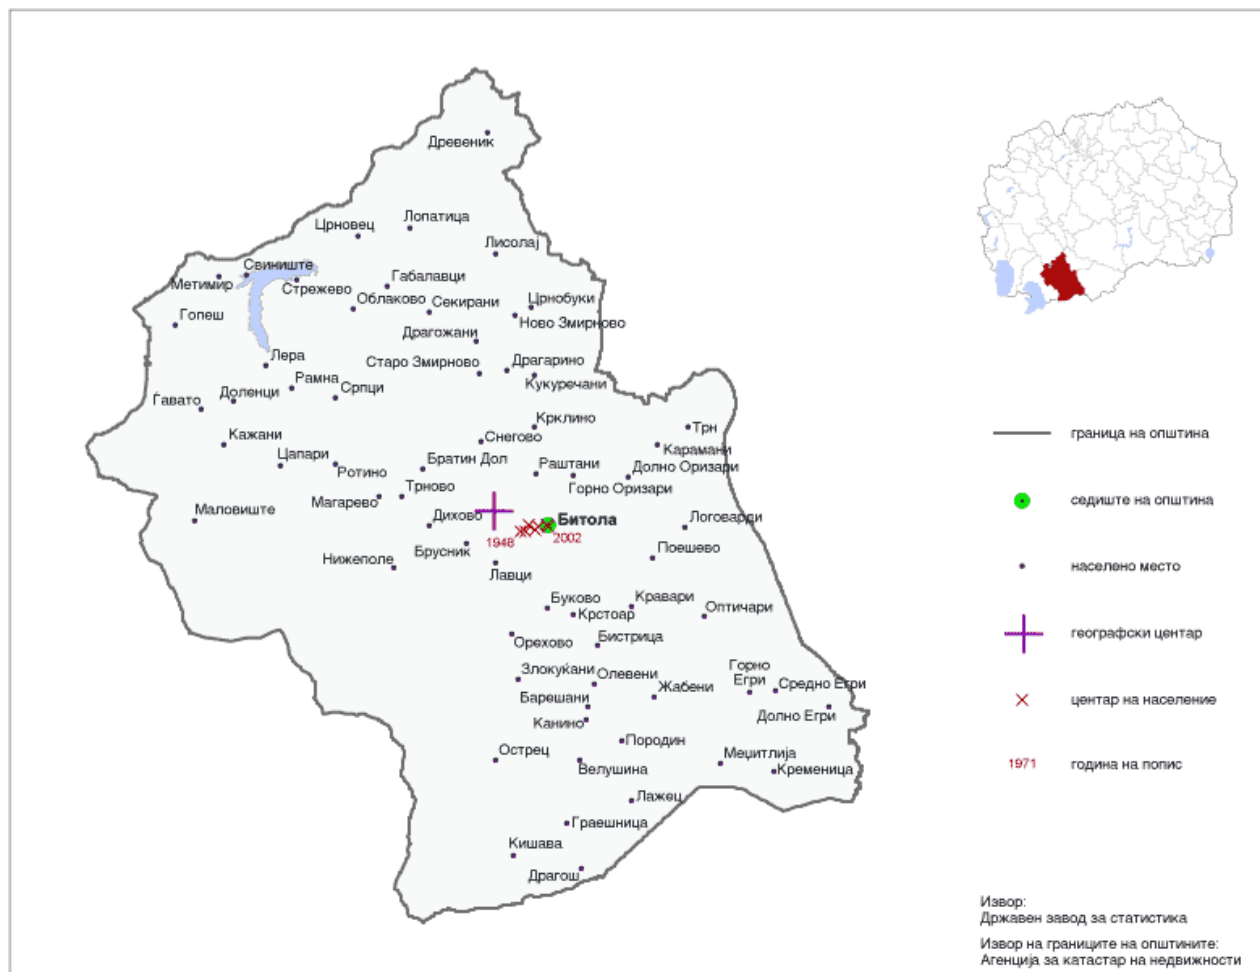 Древеник
Црновец
Лопатица
Лисолај
Свиниште
Метимир
Стрежево
Габалавци
Гопеш
Облаково
Секирани
Црнобуки
Ново Змирново
Драгожани
Лера
Старо Змирново
Драгарино
Рамна
Српци
Кукуречани
Ѓавато
Доленци
Крклино
Трн
Кажани
Снегово
Карамани
Цапари
Братин Дол
Раштани
Долно Оризари
Ротино
Горно Оризари
Магарево
Трново
Маловиште
Дихово
Битола
Логоварди
1948
2002
Брусник
Поешево
Нижеполе
Лавци
Буково
Кравари
Крстоар
Оптичари
Орехово
Бистрица
Злокуќани
Олевени
Горно
Егри
Средно Егри
Жабени
Барешани
Долно Егри
Канино
Породин
Острец
Меџитлија
Велушина
Кременица
Лажец
Граешница
Кишава
Драгош
граница на општина
седиште на општина
населено место
географски центар
центар на население
1971
година на попис
Извор:
Државен завод за статистика
Извор на границите на општините:
Агенција за катастар на недвижности